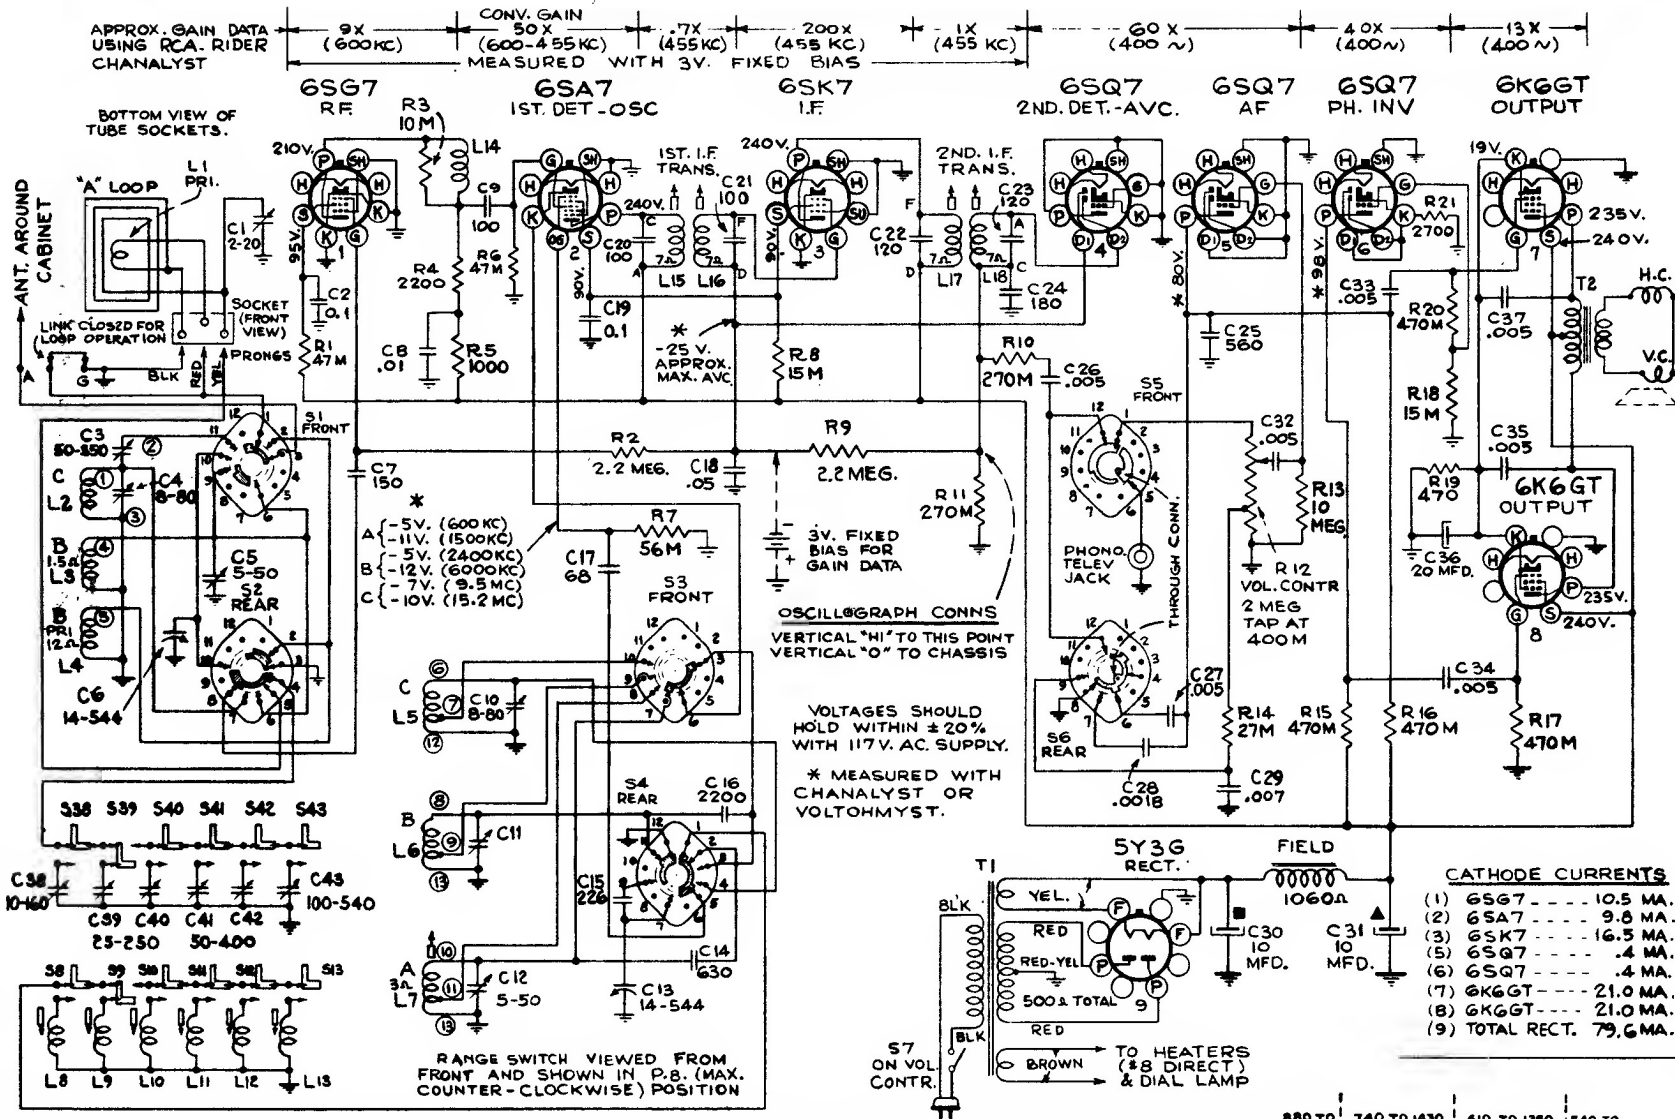 APPROX. GAIN DATA
USING RCA-RIDER
CHANALYST
9X
(600KC)
CONV. GAIN
50X
(600-455KC)
.7X
(455KC)
200X
(455 KC)
1X
(455 KC)
60X
(400 ~)
40X
(400~)
13X
(400~)
MEASURED WITH 3V. FIXED BIAS
6SG7
RF.
6SA7
1ST. DET-OSC
6SK7
I.F.
6SQ7
2ND. DET.-AVC.
6SQ7
AF
6SQ7
PH. INV
6K6GT
OUTPUT
BOTTOM VIEW OF
TUBE SOCKETS.
"A" LOOP
L1
PRI.
C1
2-20
ANT. AROUND
CABINET
SOCKET
(FRONT
VIEW)
PRONGS
LINK CLOSED FOR
LOOP OPERATION
A
G
BLK
RED
YEL
210V.
95V.
R3
10M
L14
C9
100
R4
2200
R6
47M
C2
0.1
R1
47M
C8
.01
R5
1000
90V.
C19
0.1
240V.
C20
100
1ST. I.F.
TRANS.
C21
100
7Ω
L15
7Ω
L16
* -25 V.
APPROX.
MAX. AVC
240V.
90V.
R8
15M
C22
120
2ND. I.F.
TRANS.
C23
120
7Ω
L17
L18
C24
180
R10
270M
C26
.005
* 80V.
C25
560
* 98V.
R21
2700
C33
.005
R20
470M
R18
15M
19V.
235V.
240V.
C37
.005
T2
H.C.
V.C.
C35
.005
R19
470
C36
20 MFD.
6K6GT
OUTPUT
235V.
240V.
C34
.005
R17
470M
S1
FRONT
C3
50-350
C4
8-80
C
L2
B
1.5Ω
L3
B
PRI
12Ω
L4
C5
5-50
S2
REAR
C6
14-544
C7
150
R2
2.2 MEG.
C18
.05
R9
2.2 MEG.
R11
270M
*
A { -5V. (600KC)
-11V. (1500KC)
B { -5V. (2400KC)
-12V. (6000KC)
C { -7V. (9.5MC)
-10V. (15.2MC)
R7
56M
C17
68
3V. FIXED
BIAS FOR
GAIN DATA
OSCILLOGRAPH CONNS
VERTICAL "HI" TO THIS POINT
VERTICAL "O" TO CHASSIS
VOLTAGES SHOULD
HOLD WITHIN ±20%
WITH 117V. AC. SUPPLY.
* MEASURED WITH
CHANALYST OR
VOLTOHMYST.
S5
FRONT
PHONO.
TELEV
JACK
THROUGH CONN.
C32
.005
R13
10
MEG
R12
VOL. CONTR
2 MEG
TAP AT
400M
S6
REAR
C27
.005
C28
.0018
R14
27M
C29
.007
R15
470M
R16
470M
S3
FRONT
C
L5
C10
8-80
B
L6
C11
A
3Ω
L7
C12
5-50
S4
REAR
C16
2200
C15
226
C14
630
C13
14-544
S38 S39 S40 S41 S42 S43
C38
10-160
C39 C40 C41 C42
25-250 50-400
C43
100-540
S8 S9 S10 S11 S12 S13
L8 L9 L10 L11 L12 L13
RANGE SWITCH VIEWED FROM
FRONT AND SHOWN IN P.B. (MAX.
COUNTER-CLOCKWISE) POSITION
T1
BLK
BLK
YEL.
RED
RED-YEL
500Ω TOTAL
RED
BROWN
S7
ON VOL.
CONTR.
TO HEATERS
(#8 DIRECT)
& DIAL LAMP
5Y3G
RECT.
FIELD
1060Ω
C30
10
MFD.
C31
10
MFD.
CATHODE CURRENTS
(1) 6SG7 ---- 10.5 MA.
(2) 6SA7 ---- 9.8 MA.
(3) 6SK7 ---- 16.5 MA.
(5) 6SQ7 ---- .4 MA.
(6) 6SQ7 ---- .4 MA.
(7) 6K6GT ---- 21.0 MA.
(8) 6K6GT ---- 21.0 MA.
(9) TOTAL RECT. 79.6 MA.